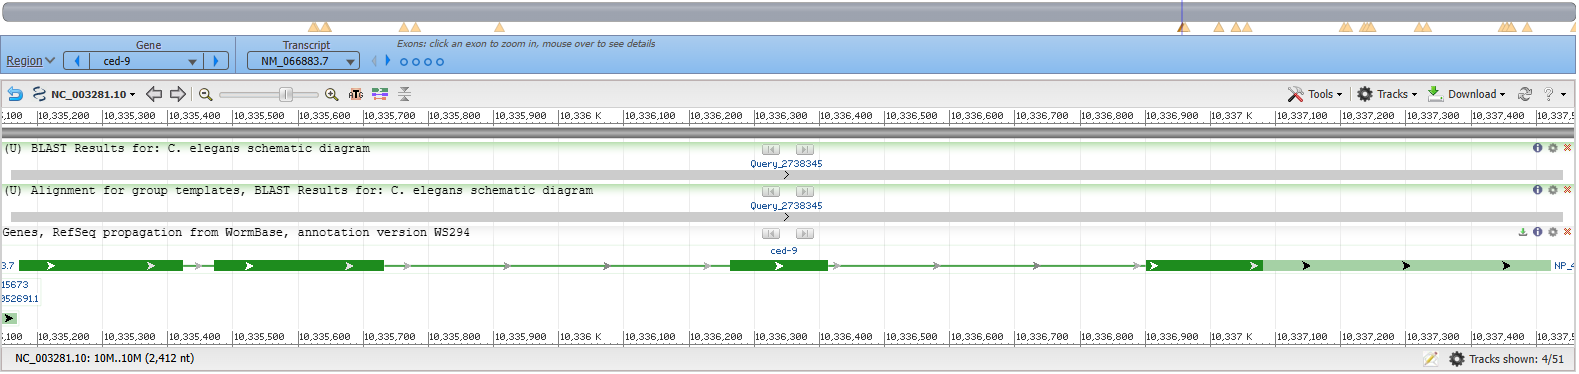 Gene Transcript Exons: click an exon to zoom in, mouse over to see details
Region ced-9 NM_066883.7
NC_003281.10 Tools Tracks Download ?
5,100 10,335,200 10,335,300 10,335,400 10,335,500 10,335,600 10,335,700 10,335,800 10,335,900 10,336 K 10,336,100 10,336,200 10,336,300 10,336,400 10,336,500 10,336,600 10,336,700 10,336,800 10,336,900 10,337 K 10,337,100 10,337,200 10,337,300 10,337,400 10,337,5
(U) BLAST Results for: C. elegans schematic diagram
Query_2738345
(U) Alignment for group templates, BLAST Results for: C. elegans schematic diagram
Query_2738345
Genes, RefSeq propagation from WormBase, annotation version WS294
ced-9
3.7 NP_4
15673
052691.1
5,100 10,335,200 10,335,300 10,335,400 10,335,500 10,335,600 10,335,700 10,335,800 10,335,900 10,336 K 10,336,100 10,336,200 10,336,300 10,336,400 10,336,500 10,336,600 10,336,700 10,336,800 10,336,900 10,337 K 10,337,100 10,337,200 10,337,300 10,337,400 10,337,5
NC_003281.10: 10M..10M (2,412 nt) Tracks shown: 4/51